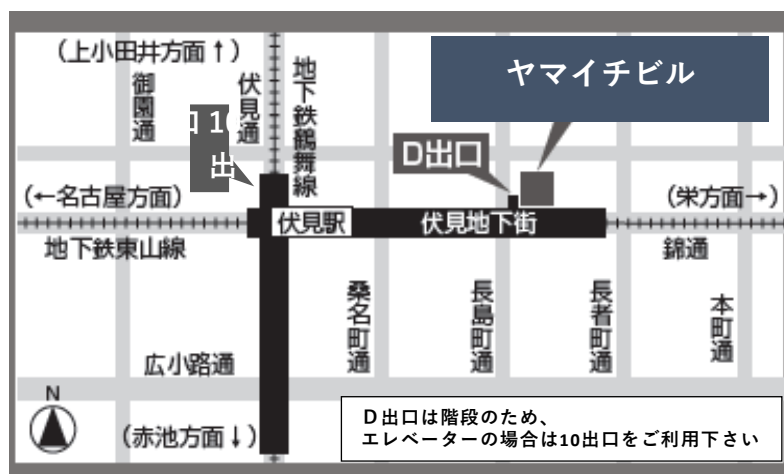 (上小田井方面↑)
ヤマイチビル
御園通
伏見通
地下鉄鶴舞線
口 1
出
D出口
(←名古屋方面)
(栄方面→)
伏見駅
伏見地下街
地下鉄東山線
錦通
桑名町通
長島町通
長者町通
本町通
広小路通
N
(赤池方面↓)
D出口は階段のため、
エレベーターの場合は10出口をご利用下さい